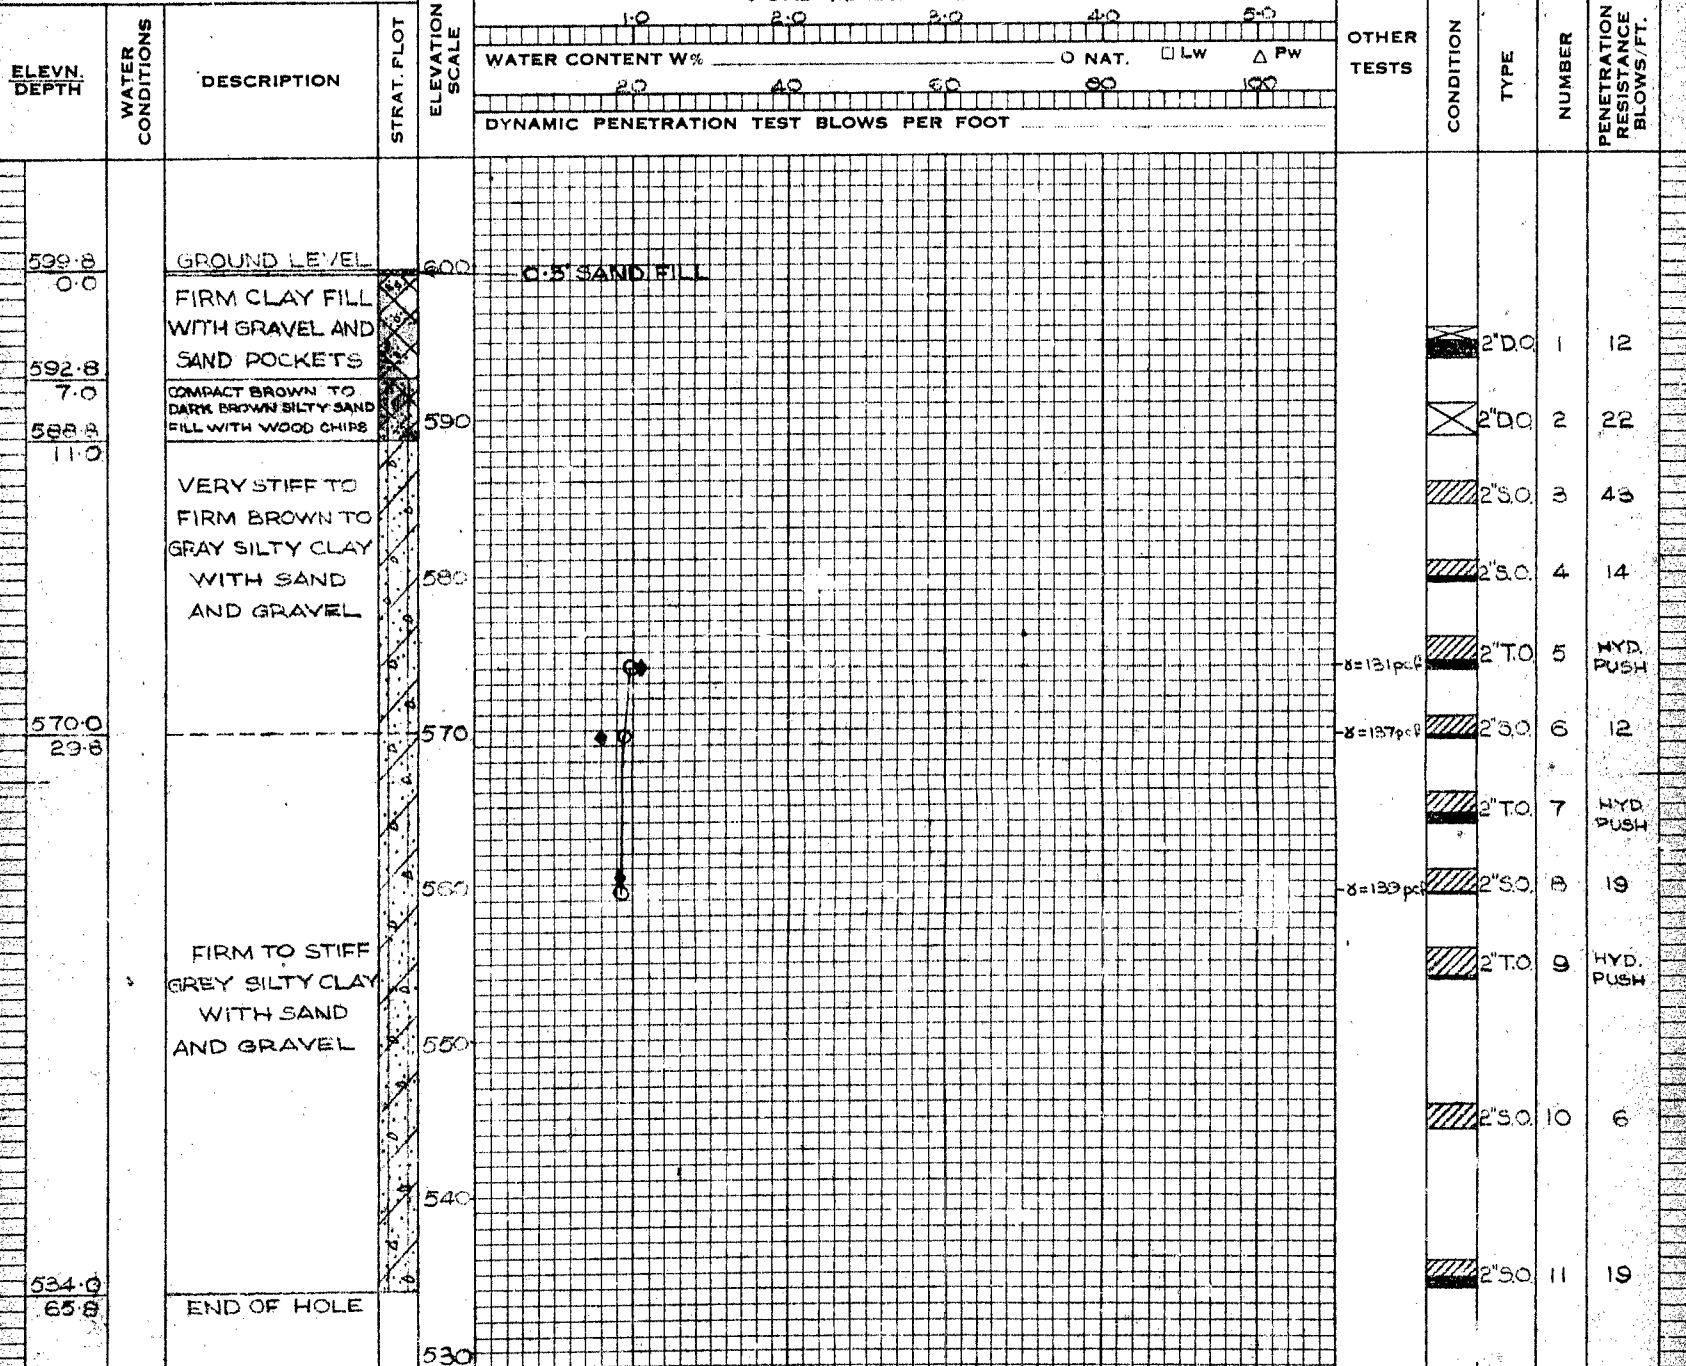 1.0 2.0 3.0 4.0 5.0
WATER CONTENT W% ○ NAT. □ LW △ PW
20 40 60 80 100
DYNAMIC PENETRATION TEST BLOWS PER FOOT
ELEVN.
DEPTH
WATER
CONDITIONS
DESCRIPTION
STRAT. PLOT
ELEVATION
SCALE
OTHER
TESTS
CONDITION
TYPE
NUMBER
PENETRATION
RESISTANCE
BLOWS/FT.
599.8
0.0
GROUND LEVEL
600
0.5' SAND FILL
FIRM CLAY FILL
WITH GRAVEL AND
SAND POCKETS
2" D.O. 1 12
592.8
7.0
COMPACT BROWN TO
DARK BROWN SILTY SAND
FILL WITH WOOD CHIPS
590
2" D.O. 2 22
588.8
11.0
VERY STIFF TO
FIRM BROWN TO
GRAY SILTY CLAY
WITH SAND
AND GRAVEL
2" S.O. 3 43
580
2" S.O. 4 14
γ=131 pcf
2" T.O. 5 HYD.
PUSH
570.0
29.8
570
γ=137 pcf
2" S.O. 6 12
2" T.O. 7 HYD.
PUSH
560
γ=139 pcf
2" S.O. 8 19
FIRM TO STIFF
GREY SILTY CLAY
WITH SAND
AND GRAVEL
2" T.O. 9 HYD.
PUSH
550
2" S.O. 10 6
540
2" S.O. 11 19
534.0
65.8
END OF HOLE
530